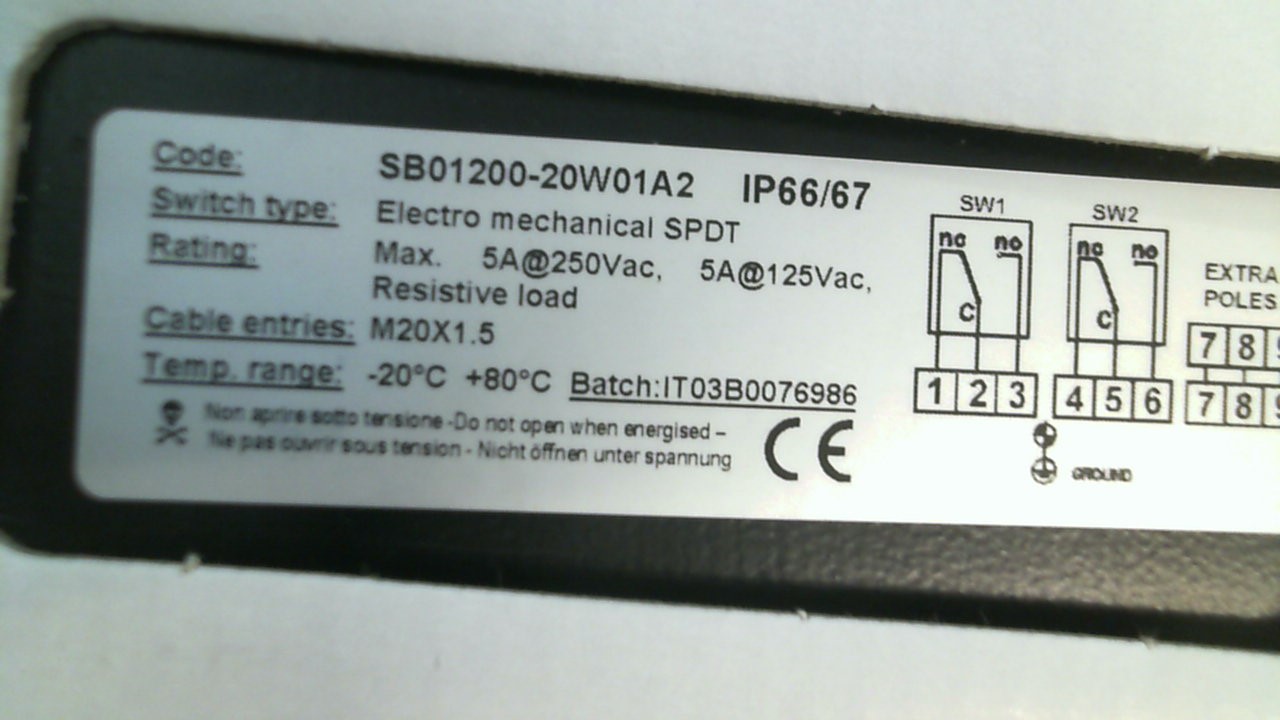 Code: SB01200-20W01A2 IP66/67
Switch type: Electro mechanical SPDT
Rating: Max. 5A@250Vac, 5A@125Vac,
Resistive load
Cable entries: M20X1.5
Temp. range: -20°C +80°C Batch:IT03B0076986
Non aprire sotto tensione -Do not open when energised –
Ne pas ouvrir sous tension - Nicht öffnen unter spannung
CE
SW1
nc no
C
1 2 3
SW2
nc no
C
4 5 6
GROUND
EXTRA
POLES
7 8
7 8